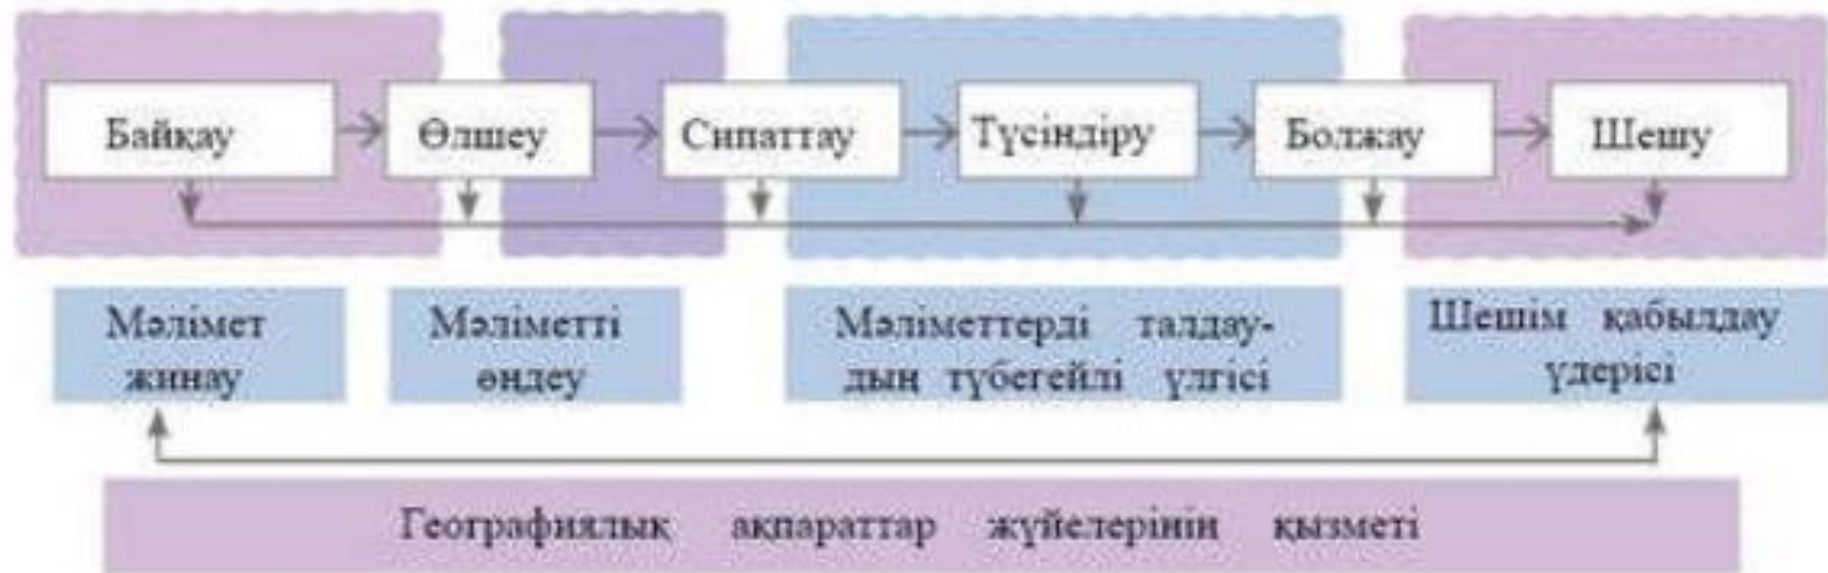 Байқау
Өлшеу
Сипаттау
Түсіндіру
Болжау
Шешу
Мәлімет
жинау
Мәліметті
өңдеу
Мәліметтерді талдау-
дың түбегейлі үлгісі
Шешім қабылдау
үдерісі
Географиялық ақпараттар жүйелерінің қызметі